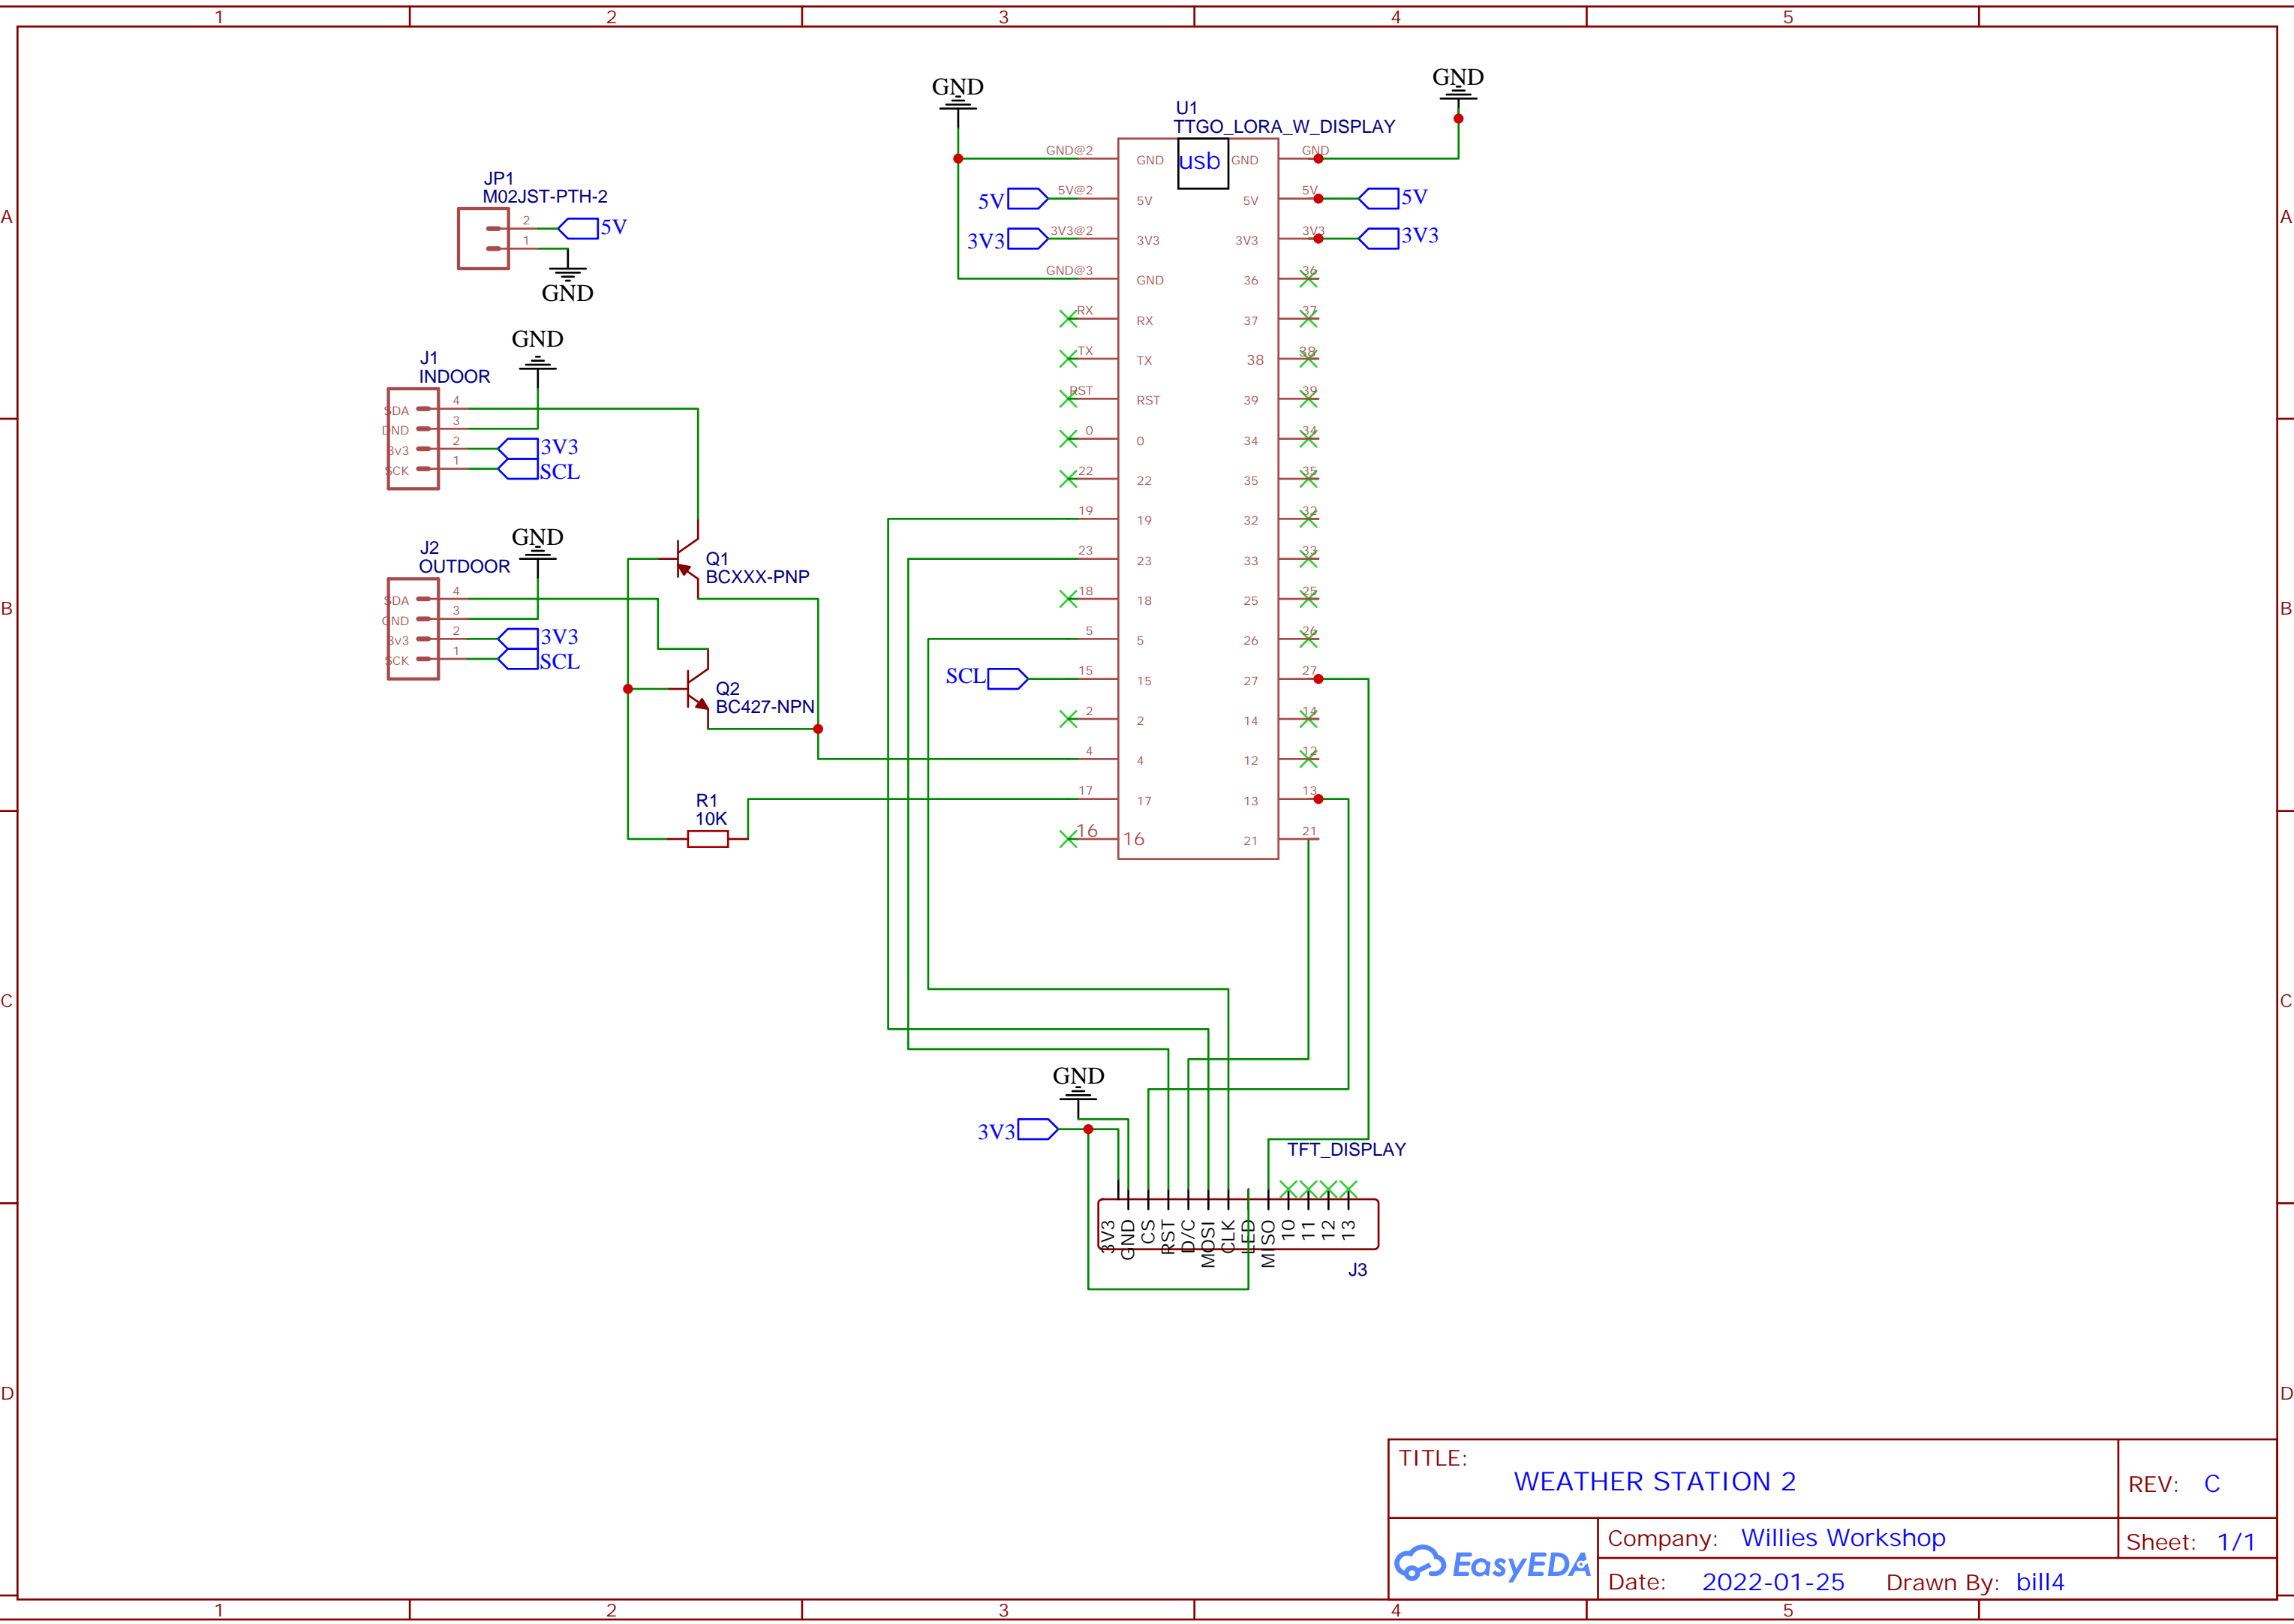 1 2 3 4 5
A
B
C
D
A
B
C
D
1 2 3 4 5
JP1
M02JST-PTH-2
2
1
5V
GND
GND
J1
INDOOR
SDA 4
DND 3
3v3 2
SCK 1
3V3
SCL
GND
J2
OUTDOOR
SDA 4
GND 3
3v3 2
SCK 1
3V3
SCL
Q1
BCXXX-PNP
Q2
BC427-NPN
R1
10K
GND
GND
U1
TTGO_LORA_W_DISPLAY
usb
GND@2 GND GND GND
5V 5V@2 5V 5V 5V 5V
3V3 3V3@2 3V3 3V3 3V3 3V3
GND@3 GND 36 36
RX RX 37 37
TX TX 38 38
RST RST 39 39
0 0 34 34
22 22 35 35
19 19 32 32
23 23 33 33
18 18 25 25
5 5 26 26
SCL 15 15 27 27
2 2 14 14
4 4 12 12
17 17 13 13
16 16 21 21
GND
3V3
TFT_DISPLAY
3V3
GND
CS
RST
D/C
MOSI
CLK
LED
MISO
10
11
12
13
J3
TITLE:
WEATHER STATION 2
REV: C
EasyEDA
Company: Willies Workshop
Sheet: 1/1
Date: 2022-01-25 Drawn By: bill4